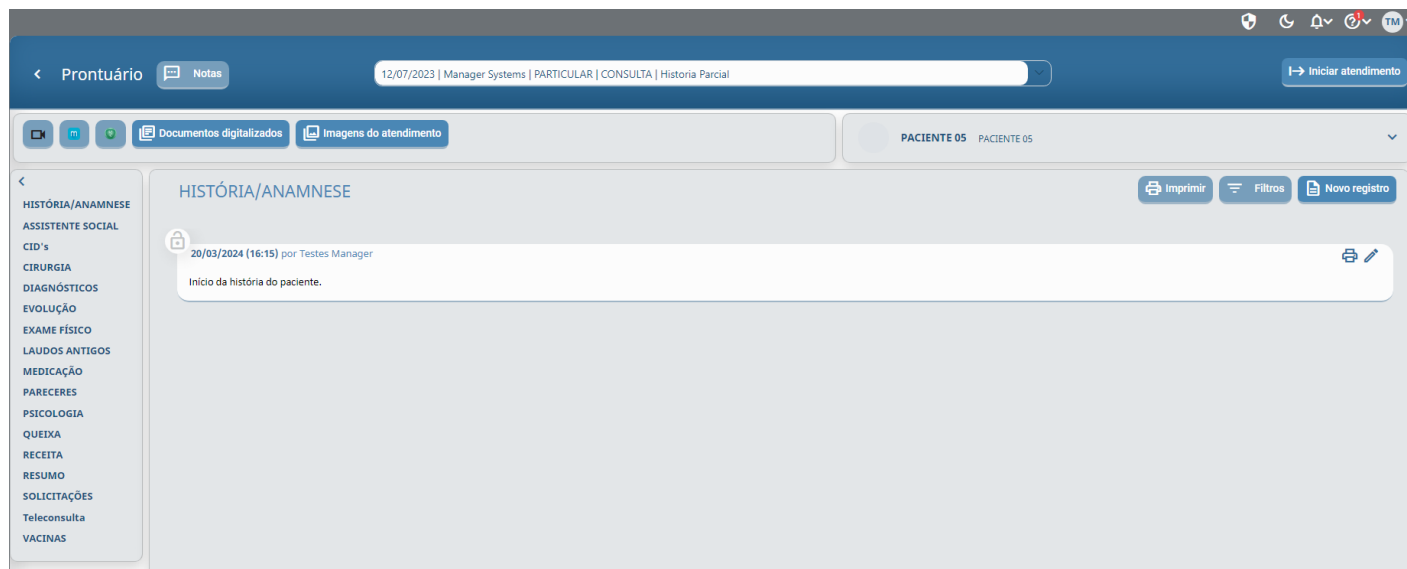 1
TM
Prontuário
Notas
12/07/2023 | Manager Systems | PARTICULAR | CONSULTA | Historia Parcial
Iniciar atendimento
m
Documentos digitalizados
Imagens do atendimento
PACIENTE 05 PACIENTE 05
HISTÓRIA/ANAMNESE
ASSISTENTE SOCIAL
CID's
CIRURGIA
DIAGNÓSTICOS
EVOLUÇÃO
EXAME FÍSICO
LAUDOS ANTIGOS
MEDICAÇÃO
PARECERES
PSICOLOGIA
QUEIXA
RECEITA
RESUMO
SOLICITAÇÕES
Teleconsulta
VACINAS
HISTÓRIA/ANAMNESE
Imprimir
Filtros
Novo registro
20/03/2024 (16:15) por Testes Manager
Início da história do paciente.